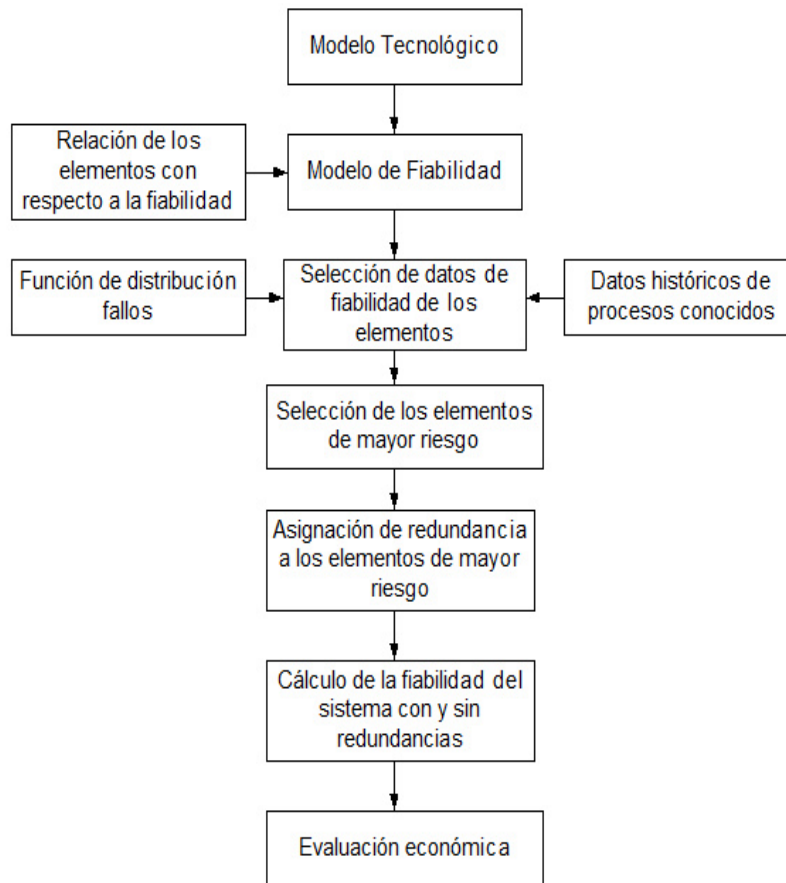 Modelo Tecnológico
Relación de los
elementos con
respecto a la fiabilidad
Modelo de Fiabilidad
Función de distribución
fallos
Selección de datos de
fiabilidad de los
elementos
Datos históricos de
procesos conocidos
Selección de los elementos
de mayor riesgo
Asignación de redundancia
a los elementos de mayor
riesgo
Cálculo de la fiabilidad del
sistema con y sin
redundancias
Evaluación económica